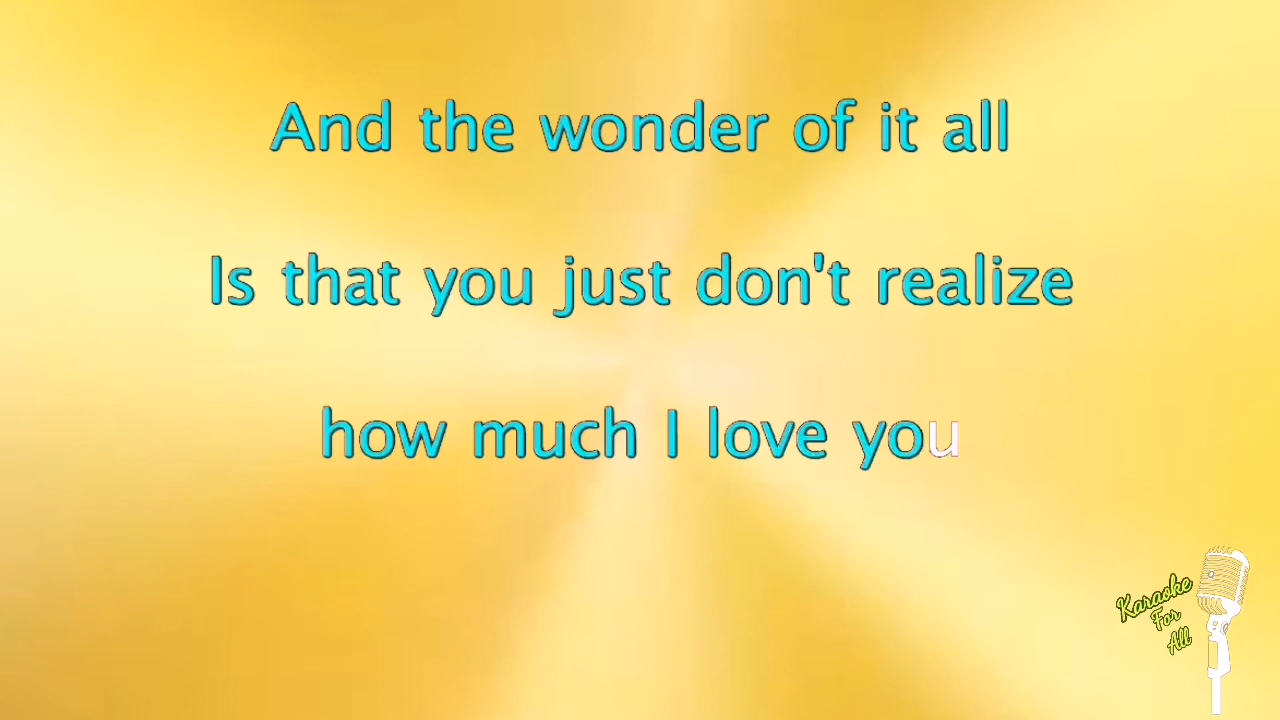 And the wonder of it all
Is that you just don't realize
how much I love you
Karaoke
For
All